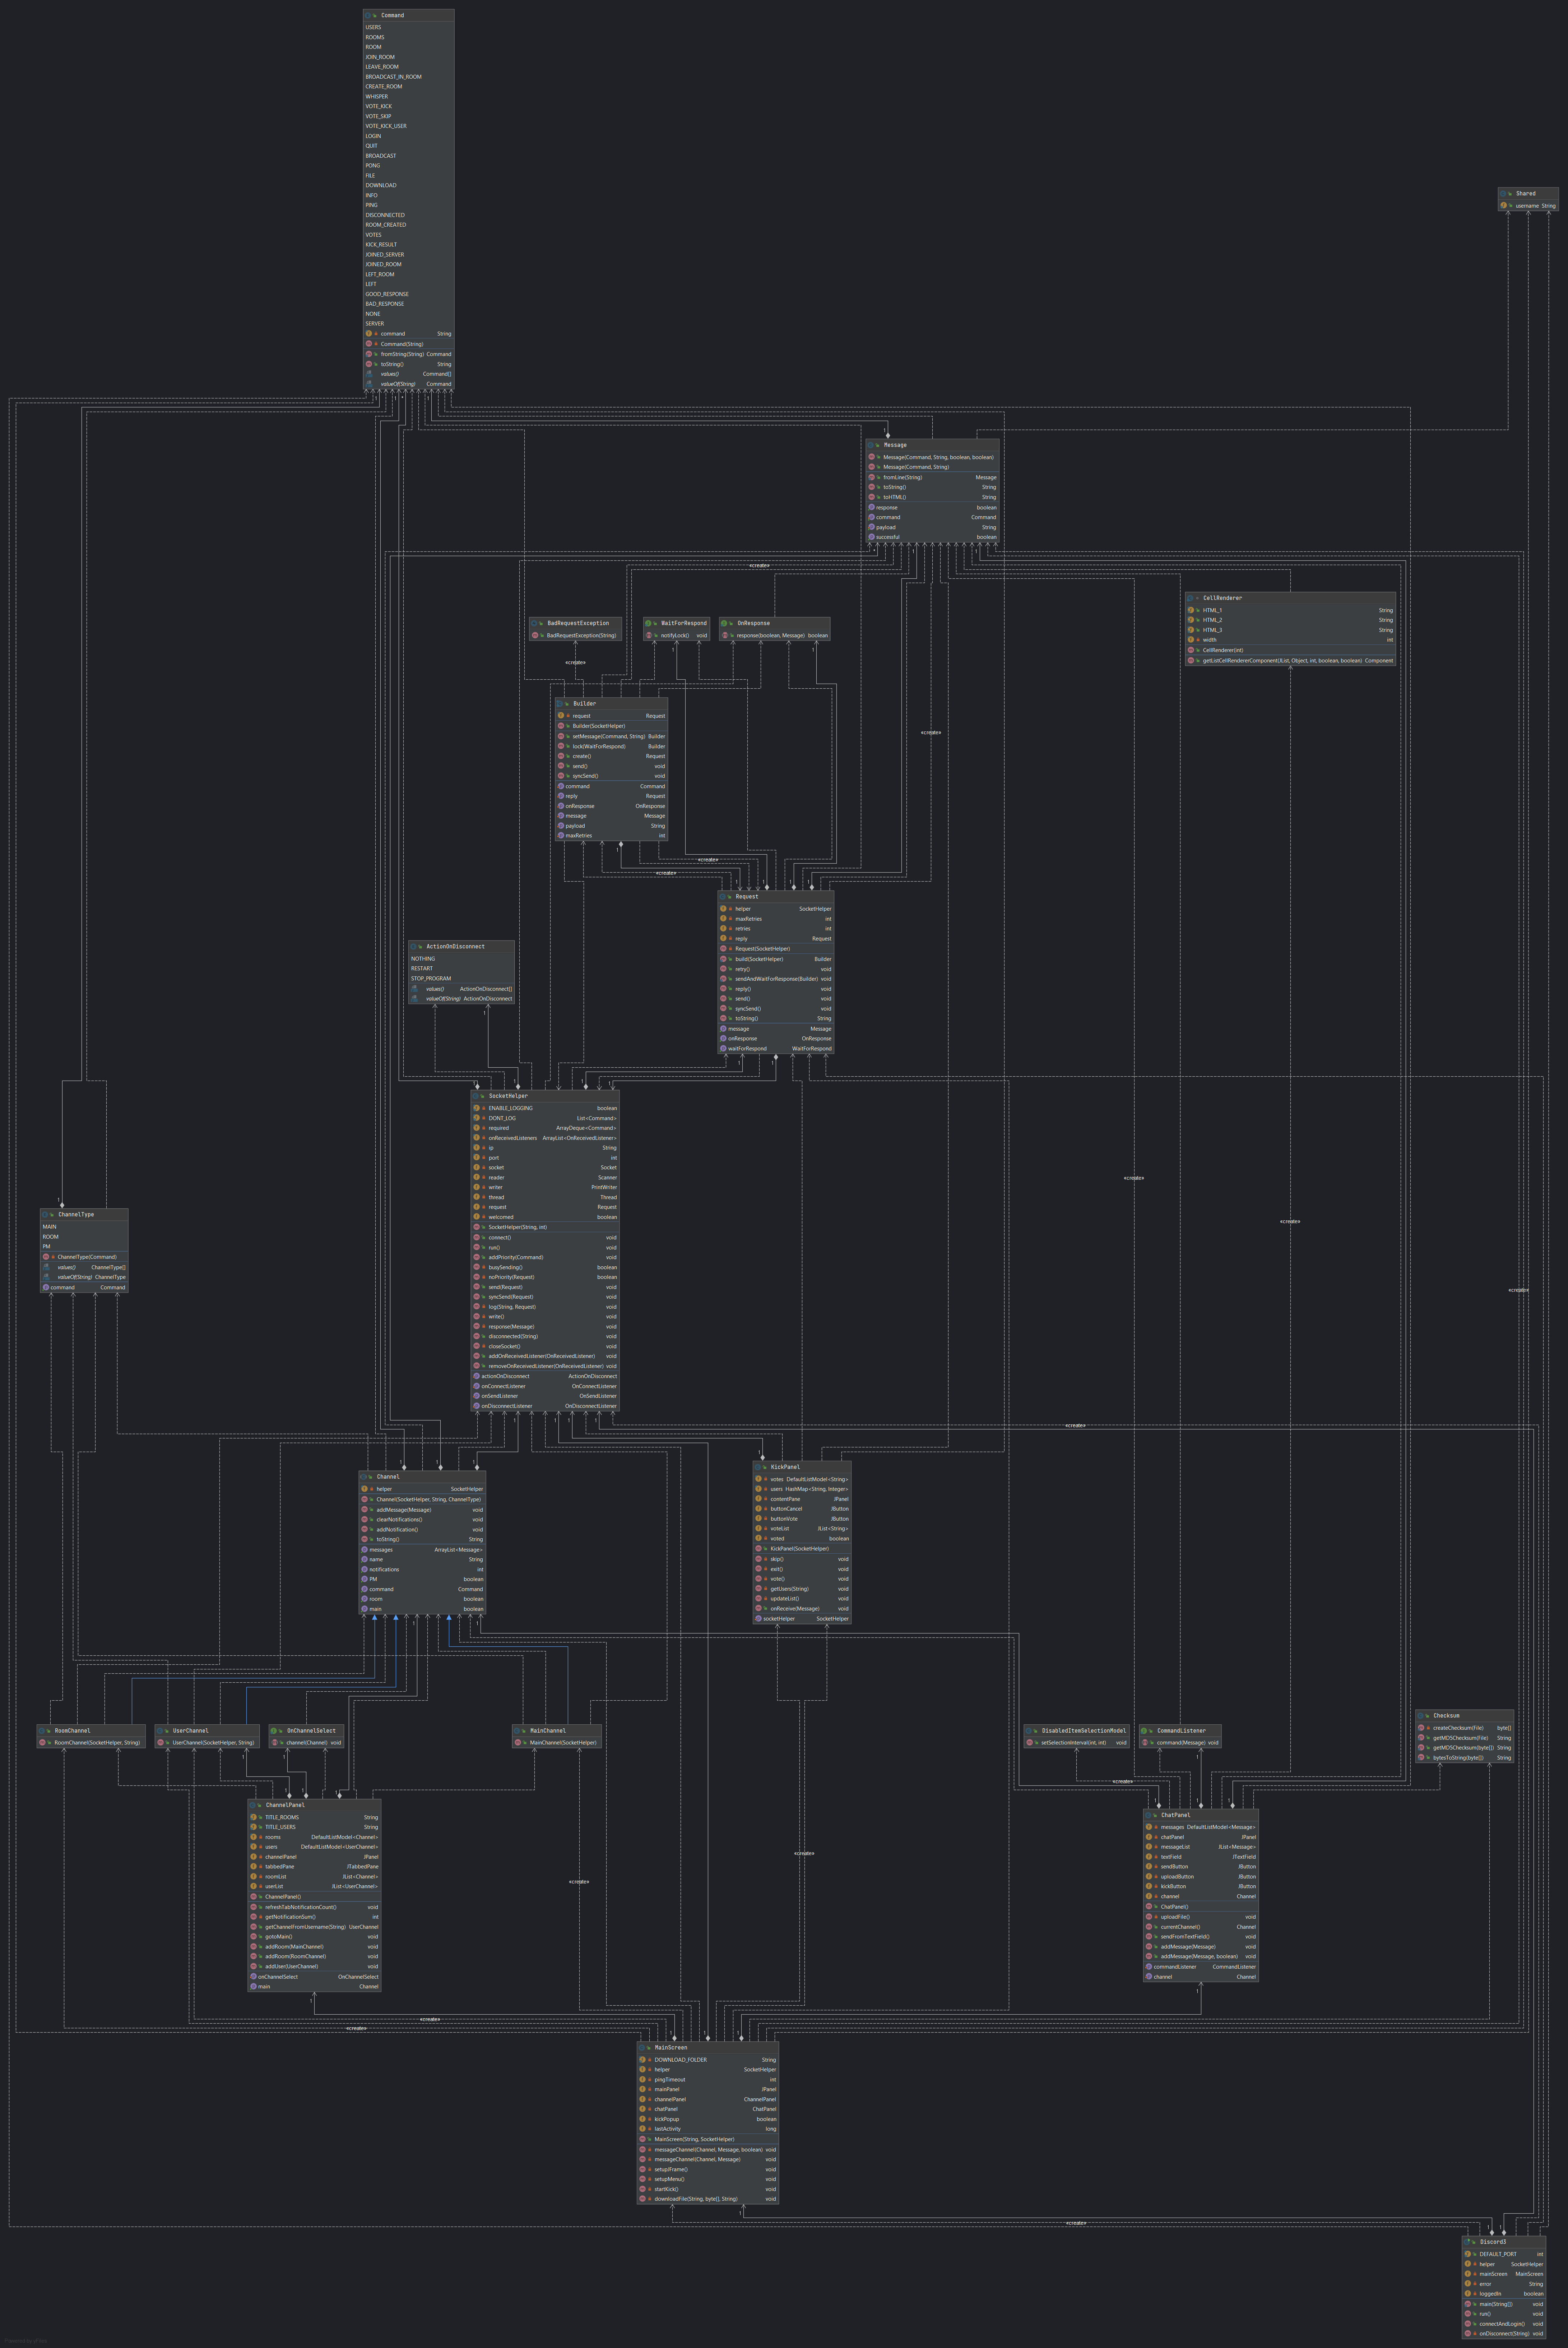 Command
USERS
ROOMS
ROOM
JOIN_ROOM
LEAVE_ROOM
BROADCAST_IN_ROOM
CREATE_ROOM
WHISPER
VOTE_KICK
VOTE_SKIP
VOTE_KICK_USER
LOGIN
QUIT
BROADCAST
PONG
FILE
DOWNLOAD
INFO
PING
DISCONNECTED
ROOM_CREATED
VOTES
KICK_RESULT
JOINED_SERVER
JOINED_ROOM
LEFT_ROOM
LEFT
GOOD_RESPONSE
BAD_RESPONSE
NONE
SERVER
command String
Command(String)
fromString(String) Command
toString() String
values() Command[]
valueOf(String) Command
Shared
username String
Message
Message(Command, String, boolean, boolean)
Message(Command, String)
fromLine(String) Message
toString() String
toHTML() String
response boolean
command Command
payload String
successful boolean
«create»
CellRenderer
HTML_1 String
HTML_2 String
HTML_3 String
width int
CellRenderer(int)
getListCellRendererComponent(JList, Object, int, boolean, boolean) Component
BadRequestException
BadRequestException(String)
WaitForRespond
notifyLock() void
OnResponse
response(boolean, Message) boolean
«create»
Builder
request Request
Builder(SocketHelper)
setMessage(Command, String) Builder
lock(WaitForRespond) Builder
create() Request
send() void
syncSend() void
command Command
reply Request
onResponse OnResponse
message Message
payload String
maxRetries int
«create»
«create»
«create»
Request
helper SocketHelper
maxRetries int
retries int
reply Request
Request(SocketHelper)
build(SocketHelper) Builder
retry() void
sendAndWaitForResponse(Builder) void
reply() void
send() void
syncSend() void
toString() String
message Message
onResponse OnResponse
waitForRespond WaitForRespond
ActionOnDisconnect
NOTHING
RESTART
STOP_PROGRAM
values() ActionOnDisconnect[]
valueOf(String) ActionOnDisconnect
SocketHelper
ENABLE_LOGGING boolean
DONT_LOG List<Command>
required ArrayDeque<Command>
onReceivedListeners ArrayList<OnReceivedListener>
ip String
port int
socket Socket
reader Scanner
writer PrintWriter
thread Thread
request Request
welcomed boolean
SocketHelper(String, int)
connect() void
run() void
addPriority(Command) void
busySending() boolean
noPriority(Request) boolean
send(Request) void
syncSend(Request) void
log(String, Request) void
write() void
response(Message) void
disconnected(String) void
closeSocket() void
addOnReceivedListener(OnReceivedListener) void
removeOnReceivedListener(OnReceivedListener) void
actionOnDisconnect ActionOnDisconnect
onConnectListener OnConnectListener
onSendListener OnSendListener
onDisconnectListener OnDisconnectListener
«create»
«create»
«create»
«create»
ChannelType
MAIN
ROOM
PM
ChannelType(Command)
values() ChannelType[]
valueOf(String) ChannelType
command Command
Channel
helper SocketHelper
Channel(SocketHelper, String, ChannelType)
addMessage(Message) void
clearNotifications() void
addNotification() void
toString() String
messages ArrayList<Message>
name String
notifications int
PM boolean
command Command
room boolean
main boolean
KickPanel
votes DefaultListModel<String>
users HashMap<String, Integer>
contentPane JPanel
buttonCancel JButton
buttonVote JButton
voteList JList<String>
voted boolean
KickPanel(SocketHelper)
skip() void
exit() void
vote() void
getUsers(String) void
updateList() void
onReceive(Message) void
socketHelper SocketHelper
RoomChannel
RoomChannel(SocketHelper, String)
UserChannel
UserChannel(SocketHelper, String)
OnChannelSelect
channel(Channel) void
MainChannel
MainChannel(SocketHelper)
DisabledItemSelectionModel
setSelectionInterval(int, int) void
CommandListener
command(Message) void
Checksum
createChecksum(File) byte[]
getMD5Checksum(File) String
getMD5Checksum(byte[]) String
bytesToString(byte[]) String
«create»
ChannelPanel
TITLE_ROOMS String
TITLE_USERS String
rooms DefaultListModel<Channel>
users DefaultListModel<UserChannel>
channelPanel JPanel
tabbedPane JTabbedPane
roomList JList<Channel>
userList JList<UserChannel>
ChannelPanel()
refreshTabNotificationCount() void
getNotificationSum() int
getChannelFromUsername(String) UserChannel
gotoMain() void
addRoom(MainChannel) void
addRoom(RoomChannel) void
addUser(UserChannel) void
onChannelSelect OnChannelSelect
main Channel
ChatPanel
messages DefaultListModel<Message>
chatPanel JPanel
messageList JList<Message>
textField JTextField
sendButton JButton
uploadButton JButton
kickButton JButton
channel Channel
ChatPanel()
uploadFile() void
currentChannel() Channel
sendFromTextField() void
addMessage(Message) void
addMessage(Message, boolean) void
commandListener CommandListener
channel Channel
«create»
«create»
«create»
«create»
MainScreen
DOWNLOAD_FOLDER String
helper SocketHelper
pingTimeout int
mainPanel JPanel
channelPanel ChannelPanel
chatPanel ChatPanel
kickPopup boolean
lastActivity long
MainScreen(String, SocketHelper)
messageChannel(Channel, Message, boolean) void
messageChannel(Channel, Message) void
setupJFrame() void
setupMenu() void
startKick() void
downloadFile(String, byte[], String) void
«create»
Discord3
DEFAULT_PORT int
helper SocketHelper
mainScreen MainScreen
error String
loggedIn boolean
main(String[]) void
run() void
connectAndLogin() void
onDisconnect(String) void